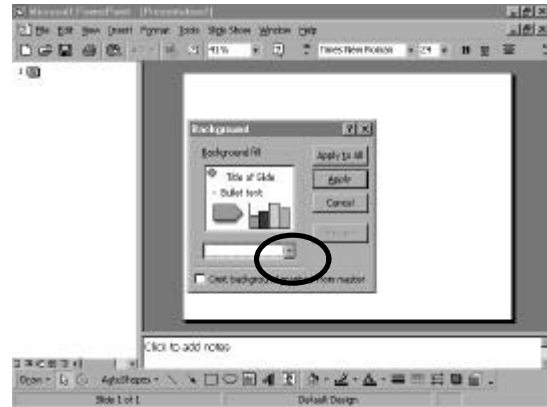 Microsoft PowerPoint - [Presentation1]
File Edit View Insert Format Tools Slide Show Window Help
41% Times New Roman 24 B U
1
Background
Background fill
Title of Slide
Bullet text
Apply to All
Apply
Cancel
Omit background from master
Click to add notes
Draw AutoShapes
Slide 1 of 1 Default Design